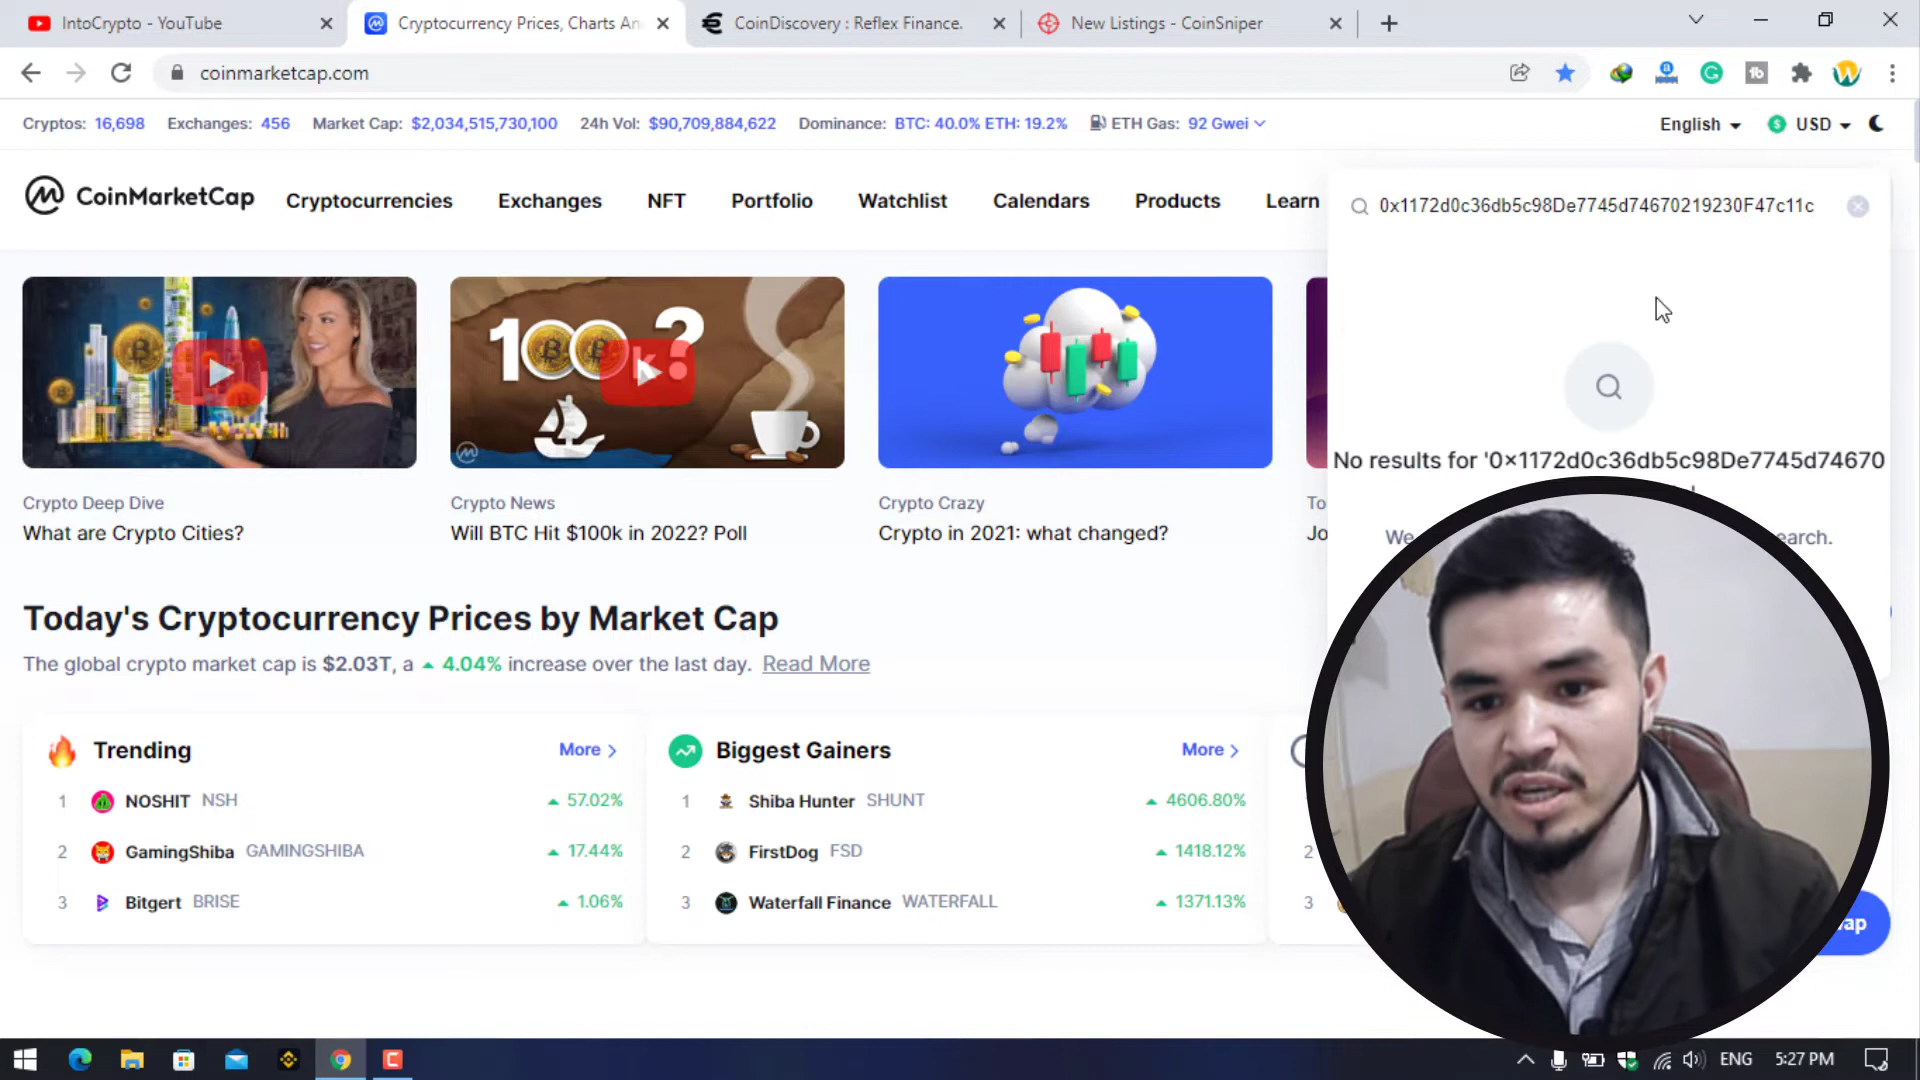 IntoCrypto - YouTube
Cryptocurrency Prices, Charts An
CoinDiscovery : Reflex Finance.
New Listings - CoinSniper
coinmarketcap.com
Cryptos: 16,698 Exchanges: 456 Market Cap: $2,034,515,730,100 24h Vol: $90,709,884,622 Dominance: BTC: 40.0% ETH: 19.2% ETH Gas: 92 Gwei
English
USD
CoinMarketCap
Cryptocurrencies Exchanges NFT Portfolio Watchlist Calendars Products Learn
0x1172d0c36db5c98De7745d74670219230F47c11c
100k?
No results for '0x1172d0c36db5c98De7745d74670
We
earch.
Crypto Deep Dive
What are Crypto Cities?
Crypto News
Will BTC Hit $100k in 2022? Poll
Crypto Crazy
Crypto in 2021: what changed?
To
Jo
Today's Cryptocurrency Prices by Market Cap
The global crypto market cap is $2.03T, a 4.04% increase over the last day. Read More
Trending
More
1 NOSHIT NSH 57.02%
2 GamingShiba GAMINGSHIBA 17.44%
3 Bitgert BRISE 1.06%
Biggest Gainers
More
1 Shiba Hunter SHUNT 4606.80%
2 FirstDog FSD 1418.12%
3 Waterfall Finance WATERFALL 1371.13%
2
3
ap
ENG
5:27 PM